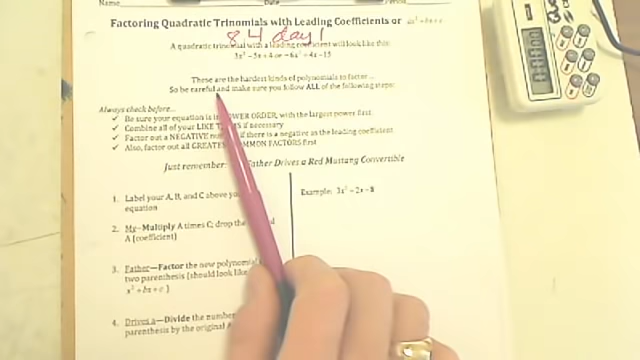 Name Date Period
Factoring Quadratic Trinomials with Leading Coefficients or ax² + bx + c
8.4 day 1
A quadratic trinomial with a leading coefficient will look like this:
3x² – 5x + 4 or –6x² + 4x – 15
These are the hardest kinds of polynomials to factor ...
So be careful and make sure you follow ALL of the following steps:
Always check before...
✓ Be sure your equation is in POWER ORDER, with the largest power first
✓ Combine all of your LIKE TERMS if necessary
✓ Factor out a NEGATIVE if there is a negative in the leading coefficient
✓ Also, factor out all GREATEST COMMON FACTORS first
Just remember: Father Drives a Red Mustang Convertible
1. Label your A, B, and C above
equation
Example: 3x² – 2x – 8
2. My—Multiply A times C; drop the
A (coefficient)
3. Father—Factor the new polynomial
two parenthesis (should look like
x² + bx + c )
4. Drives a—Divide the
parenthesis by the original A